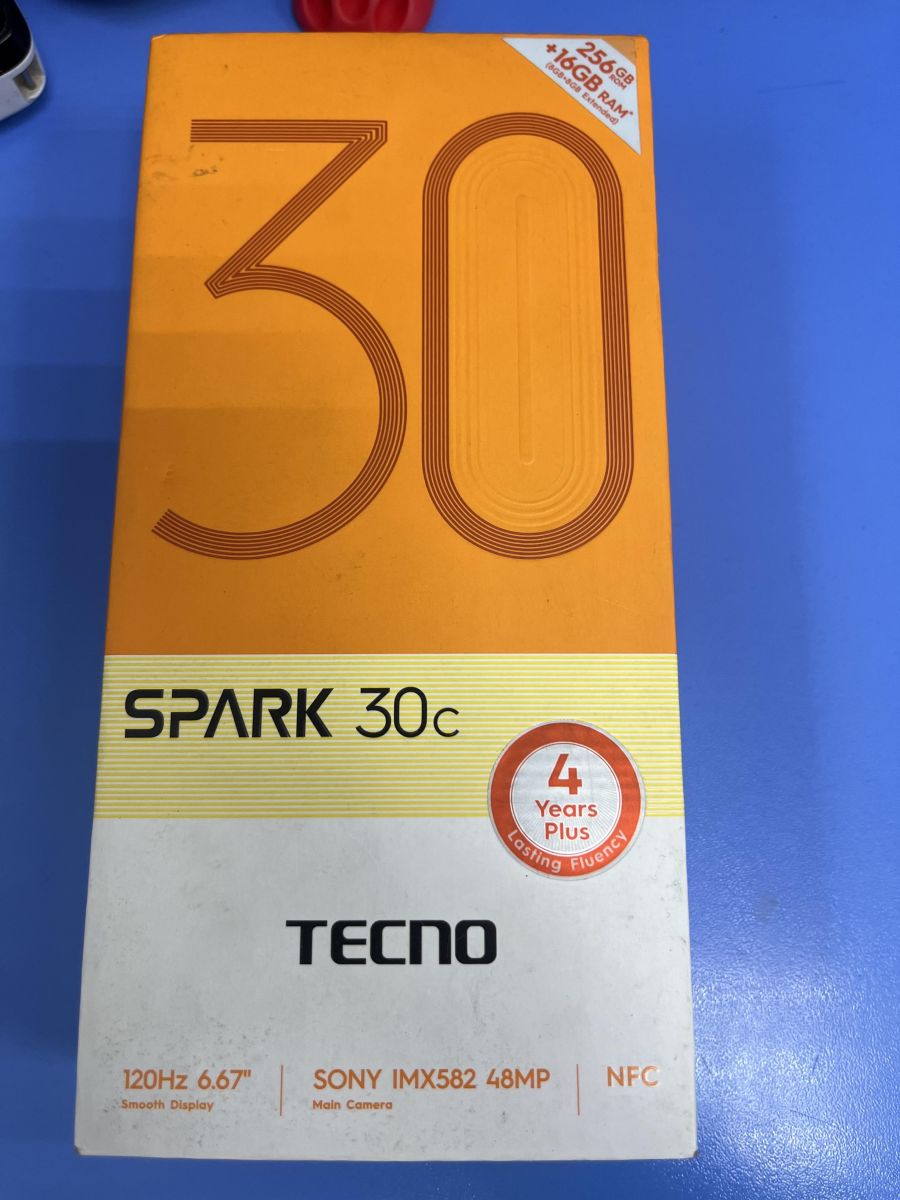 256GB
ROM
+16GB RAM*
(8GB+8GB Extended)
30
SPARK 30c
4
Years
Plus
Lasting Fluency
TECNO
120Hz 6.67"
Smooth Display
SONY IMX582 48MP
Main Camera
NFC